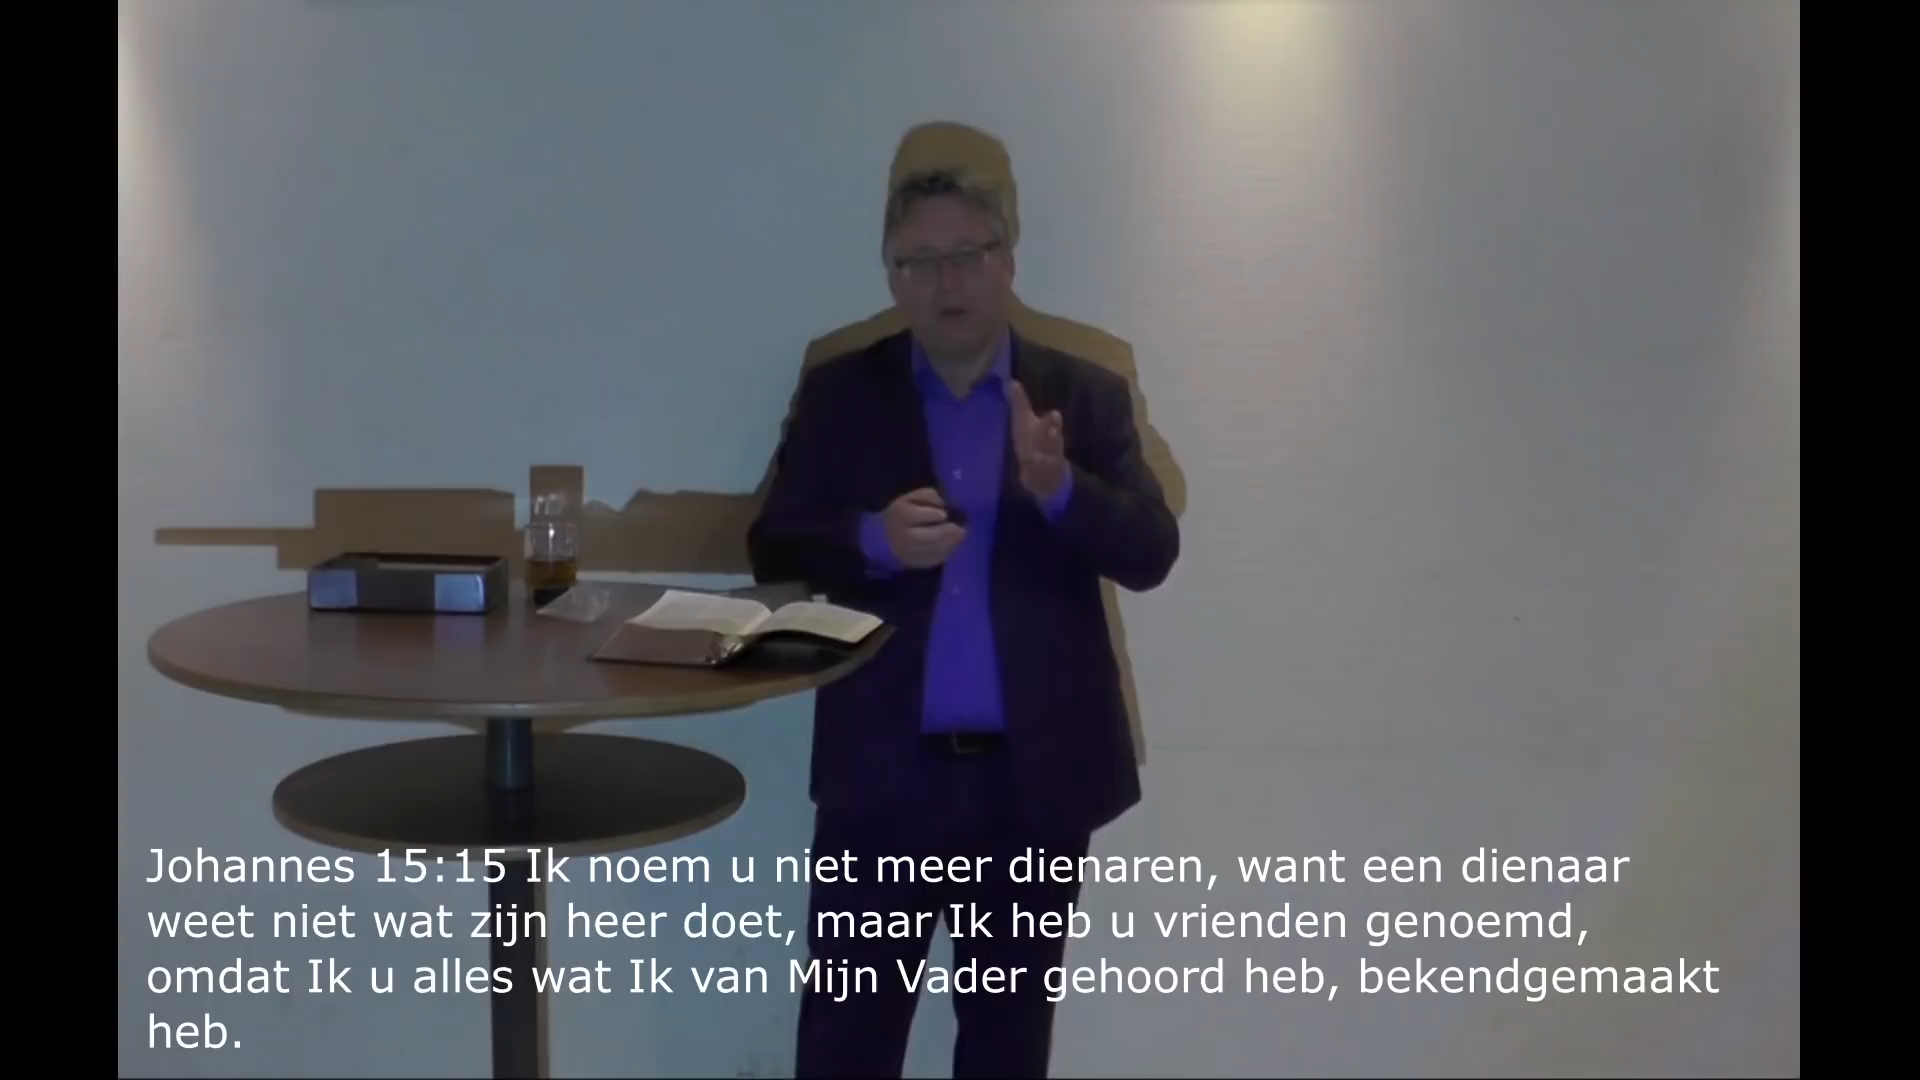 Johannes 15:15 Ik noem u niet meer dienaren, want een dienaar
weet niet wat zijn heer doet, maar Ik heb u vrienden genoemd,
omdat Ik u alles wat Ik van Mijn Vader gehoord heb, bekendgemaakt
heb.